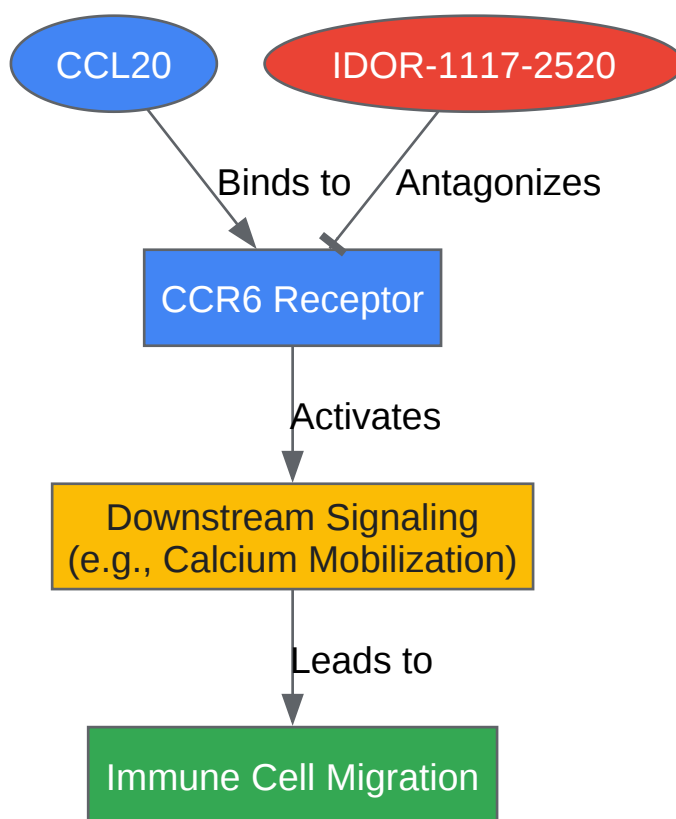 CCL20
IDOR-1117-2520
Binds to
Antagonizes
CCR6 Receptor
Activates
Downstream Signaling
(e.g., Calcium Mobilization)
Leads to
Immune Cell Migration